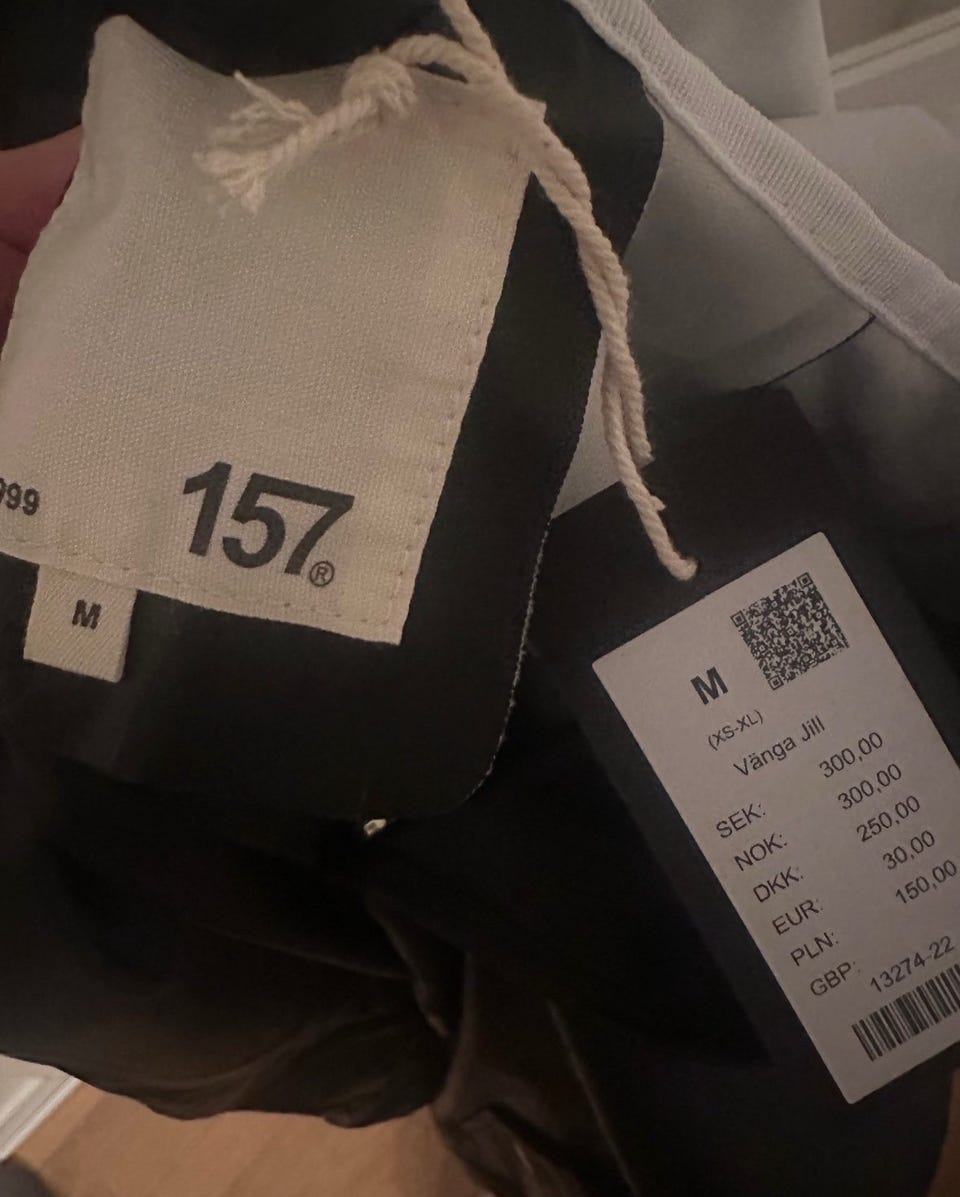 157®
M
M
(XS-XL)
Vänga Jill
SEK: 300,00
NOK: 300,00
DKK: 250,00
EUR: 30,00
PLN: 150,00
GBP:
13274-22